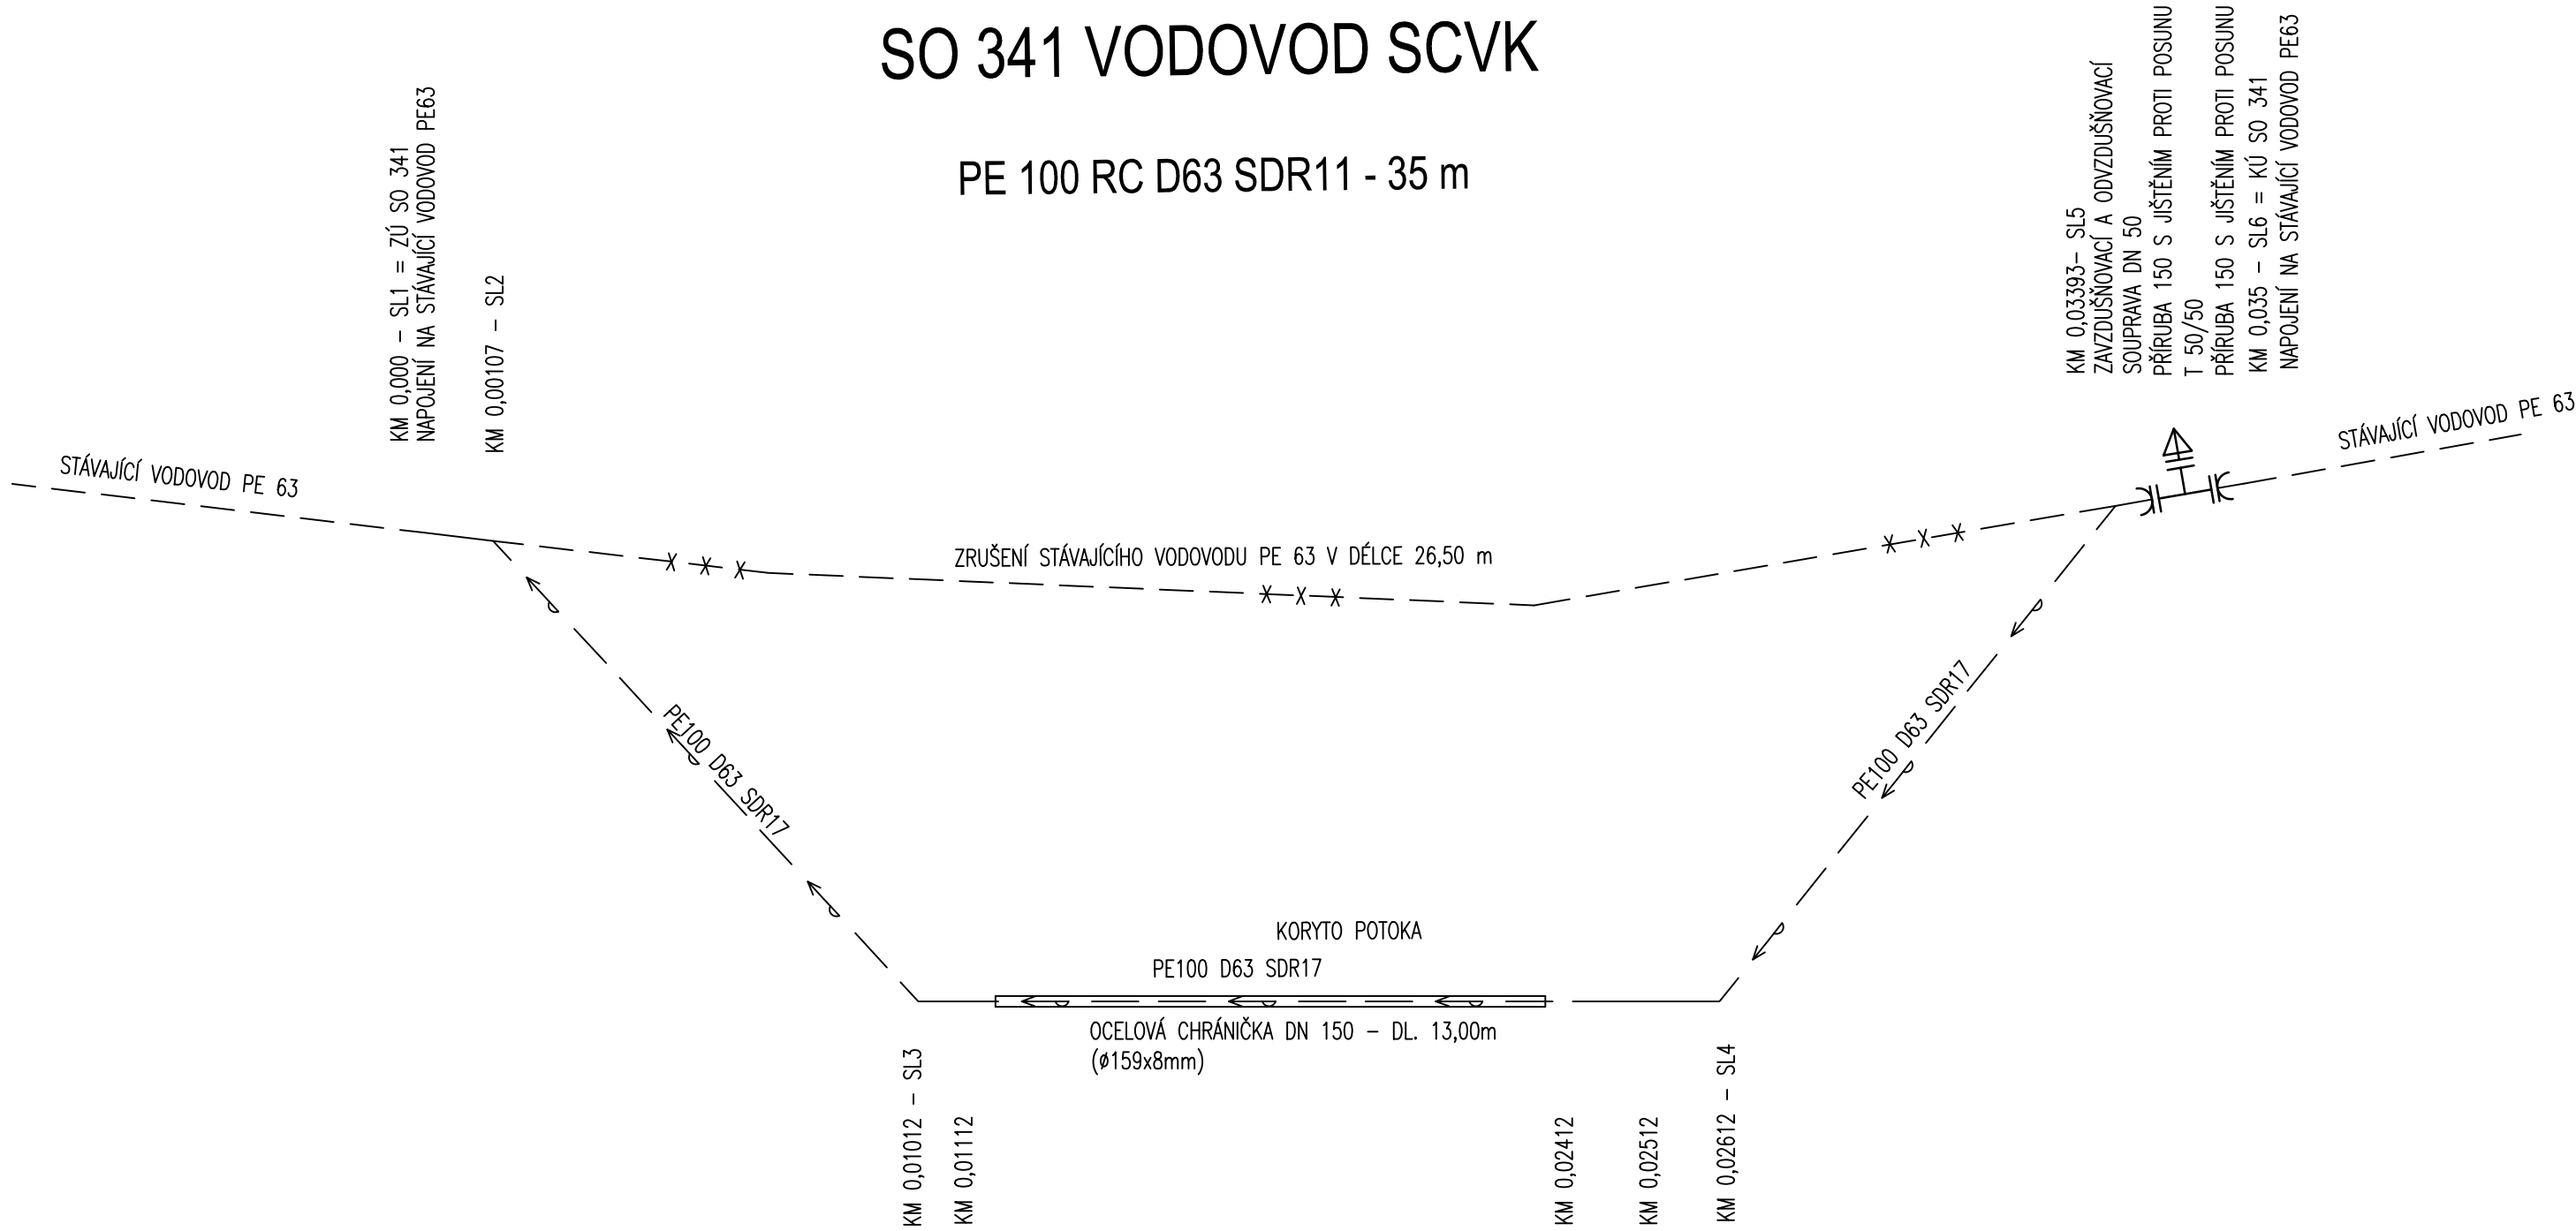 SO 341 VODOVOD SCVK
PE 100 RC D63 SDR11 - 35 m
KM 0,000 - SL1 = ZÚ SO 341
NAPOJENÍ NA STÁVAJÍCÍ VODOVOD PE63
KM 0,00107 - SL2
KM 0,03393- SL5
ZAVZDUŠŇOVACÍ A ODVZDUŠŇOVACÍ
SOUPRAVA DN 50
PŘÍRUBA 150 S JIŠTĚNÍM PROTI POSUNU
T 50/50
PŘÍRUBA 150 S JIŠTĚNÍM PROTI POSUNU
KM 0,035 - SL6 = KÚ SO 341
NAPOJENÍ NA STÁVAJÍCÍ VODOVOD PE63
STÁVAJÍCÍ VODOVOD PE 63
STÁVAJÍCÍ VODOVOD PE 63
ZRUŠENÍ STÁVAJÍCÍHO VODOVODU PE 63 V DÉLCE 26,50 m
PE100 D63 SDR17
PE100 D63 SDR17
KORYTO POTOKA
PE100 D63 SDR17
OCELOVÁ CHRÁNIČKA DN 150 - DL. 13,00m
(ø159x8mm)
KM 0,01012 - SL3
KM 0,01112
KM 0,02412
KM 0,02512
KM 0,02612 - SL4